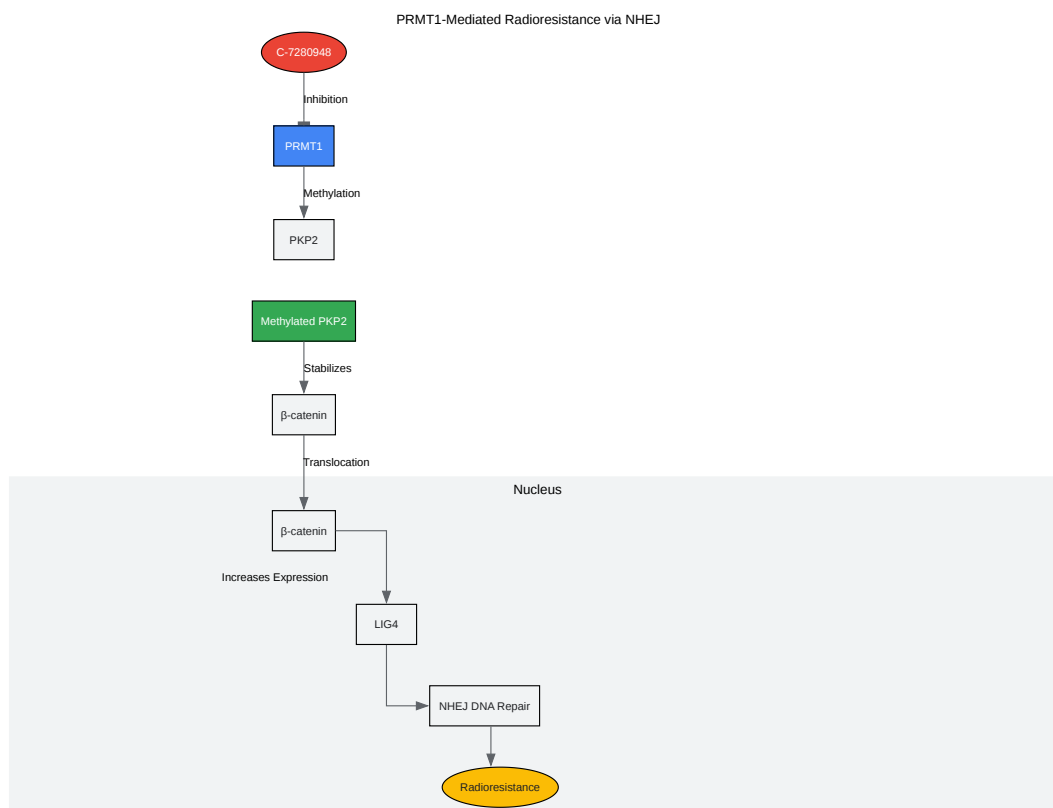 PRMT1-Mediated Radioresistance via NHEJ
C-7280948
Inhibition
PRMT1
Methylation
PKP2
Methylated PKP2
Stabilizes
β-catenin
Translocation
Nucleus
β-catenin
Increases Expression
LIG4
NHEJ DNA Repair
Radioresistance